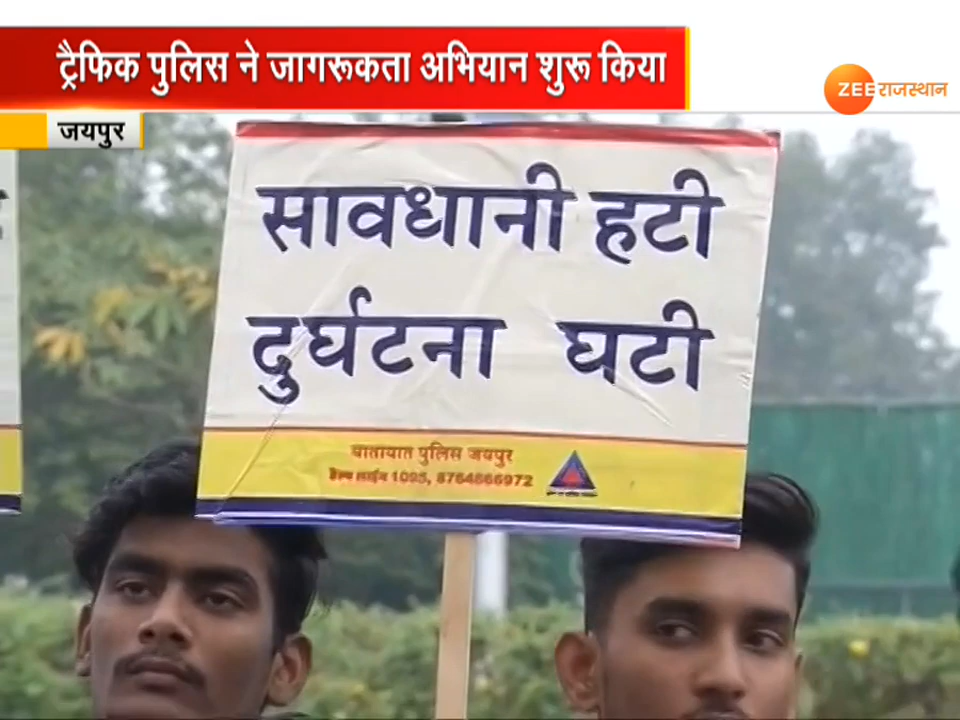 ट्रैफिक पुलिस ने जागरूकता अभियान शुरू किया
ZEE राजस्थान
जयपुर
सावधानी हटी
दुर्घटना घटी
यातायात पुलिस जयपुर
हैल्प लाईन 1095, 8764866972